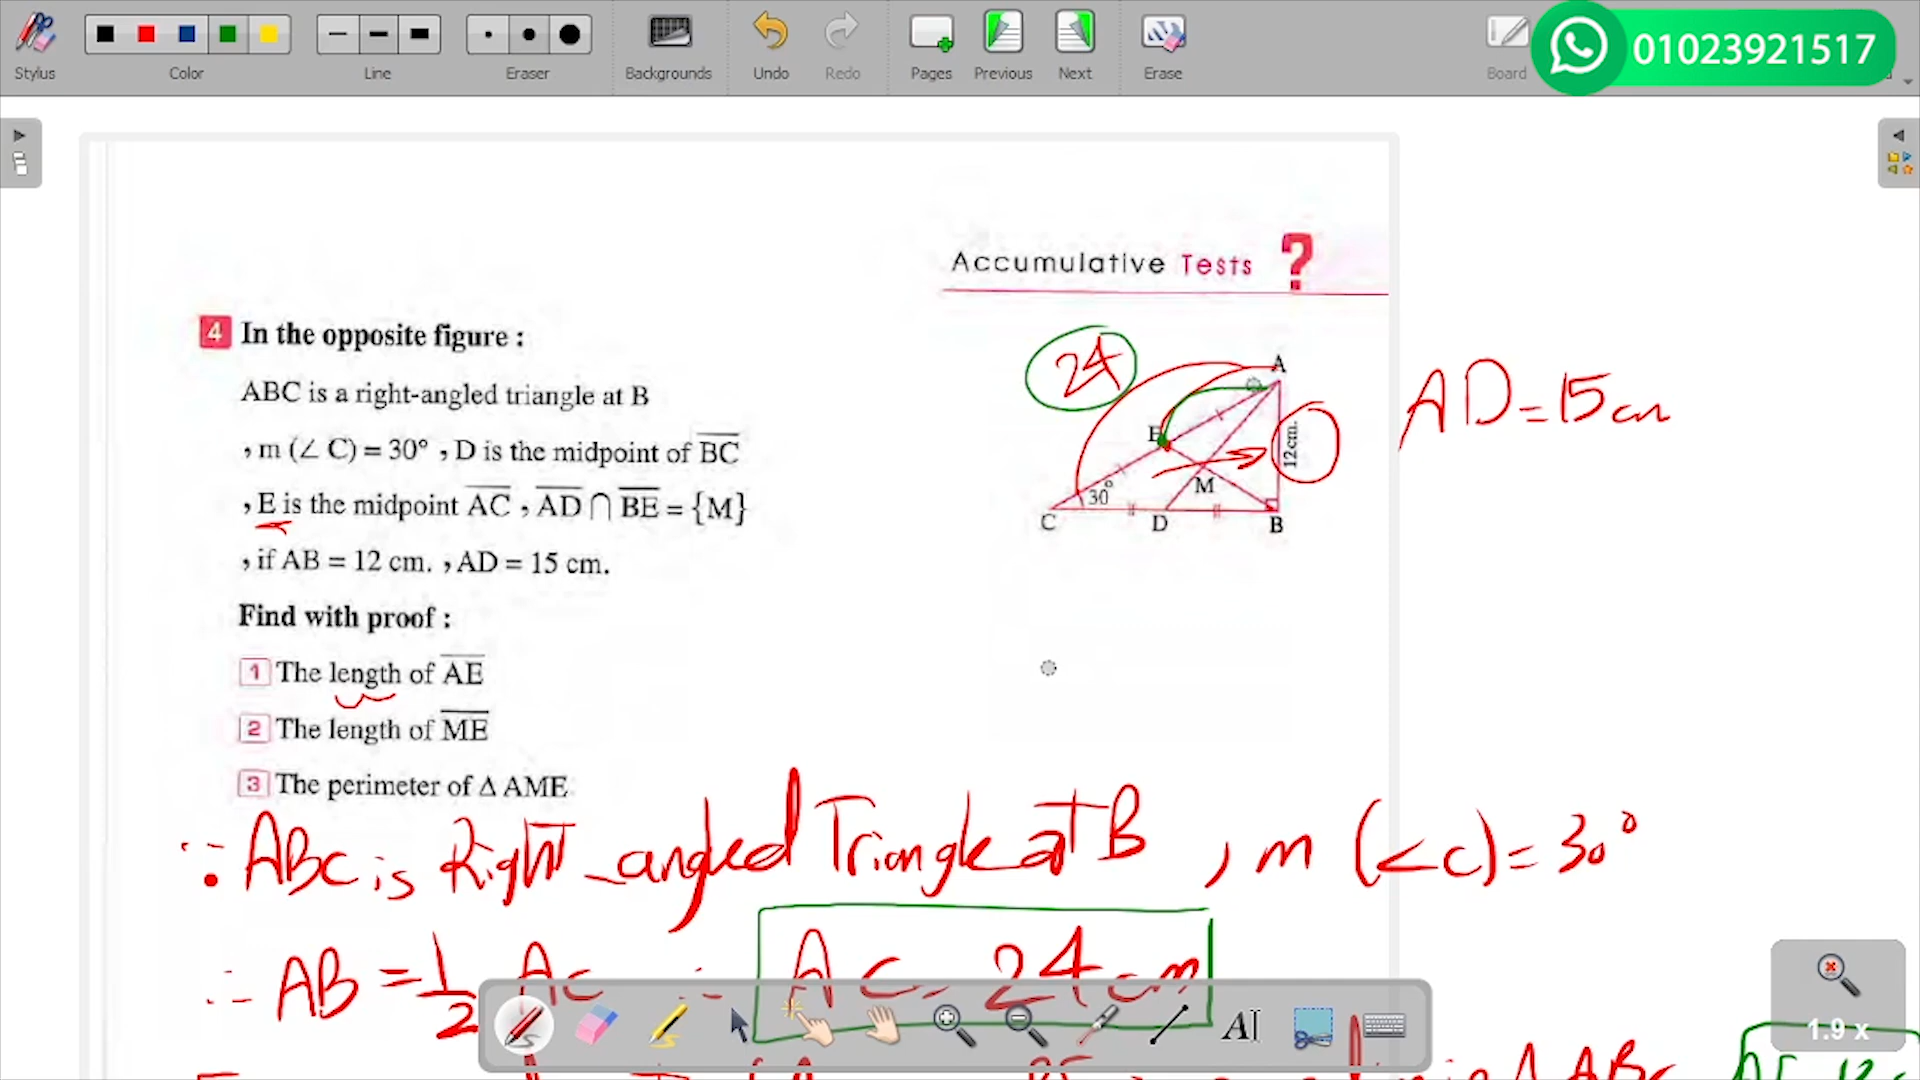 Stylus
Color
Line
Eraser
Backgrounds
Undo
Redo
Pages
Previous
Next
Erase
Board
01023921517
Accumulative Tests ?
4 In the opposite figure :
ABC is a right-angled triangle at B
, m (∠ C) = 30° , D is the midpoint of BC
, E is the midpoint AC , AD ∩ BE = {M}
, if AB = 12 cm. , AD = 15 cm.
Find with proof :
1 The length of AE
2 The length of ME
3 The perimeter of Δ AME
24
A
E
12cm.
M
30°
C
D
B
AD = 15 cm
∵ ABC is Right-angled Triangle at B , m (∠C) = 30°
∴ AB = 1/2 AC ∴ AC = 24 cm
AI
1.9 x